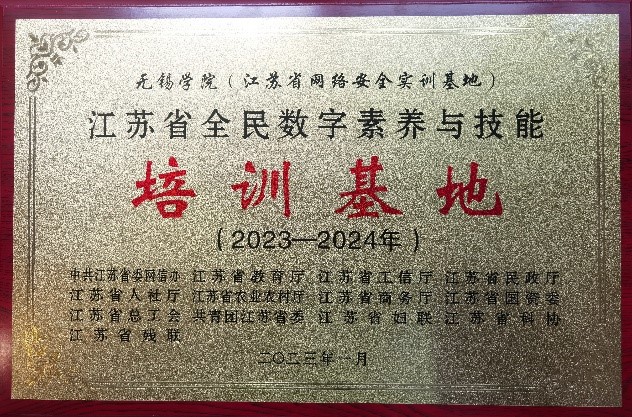 无锡学院（江苏省网络安全实训基地）
江苏省全民数字素养与技能
培训基地
（2023—2024年）
中共江苏省委网信办 江苏省教育厅 江苏省工信厅 江苏省民政厅
江苏省人社厅 江苏省农业农村厅 江苏省商务厅 江苏省国资委
江苏省总工会 共青团江苏省委 江苏省妇联 江苏省科协
江苏省残联
二〇二三年一月